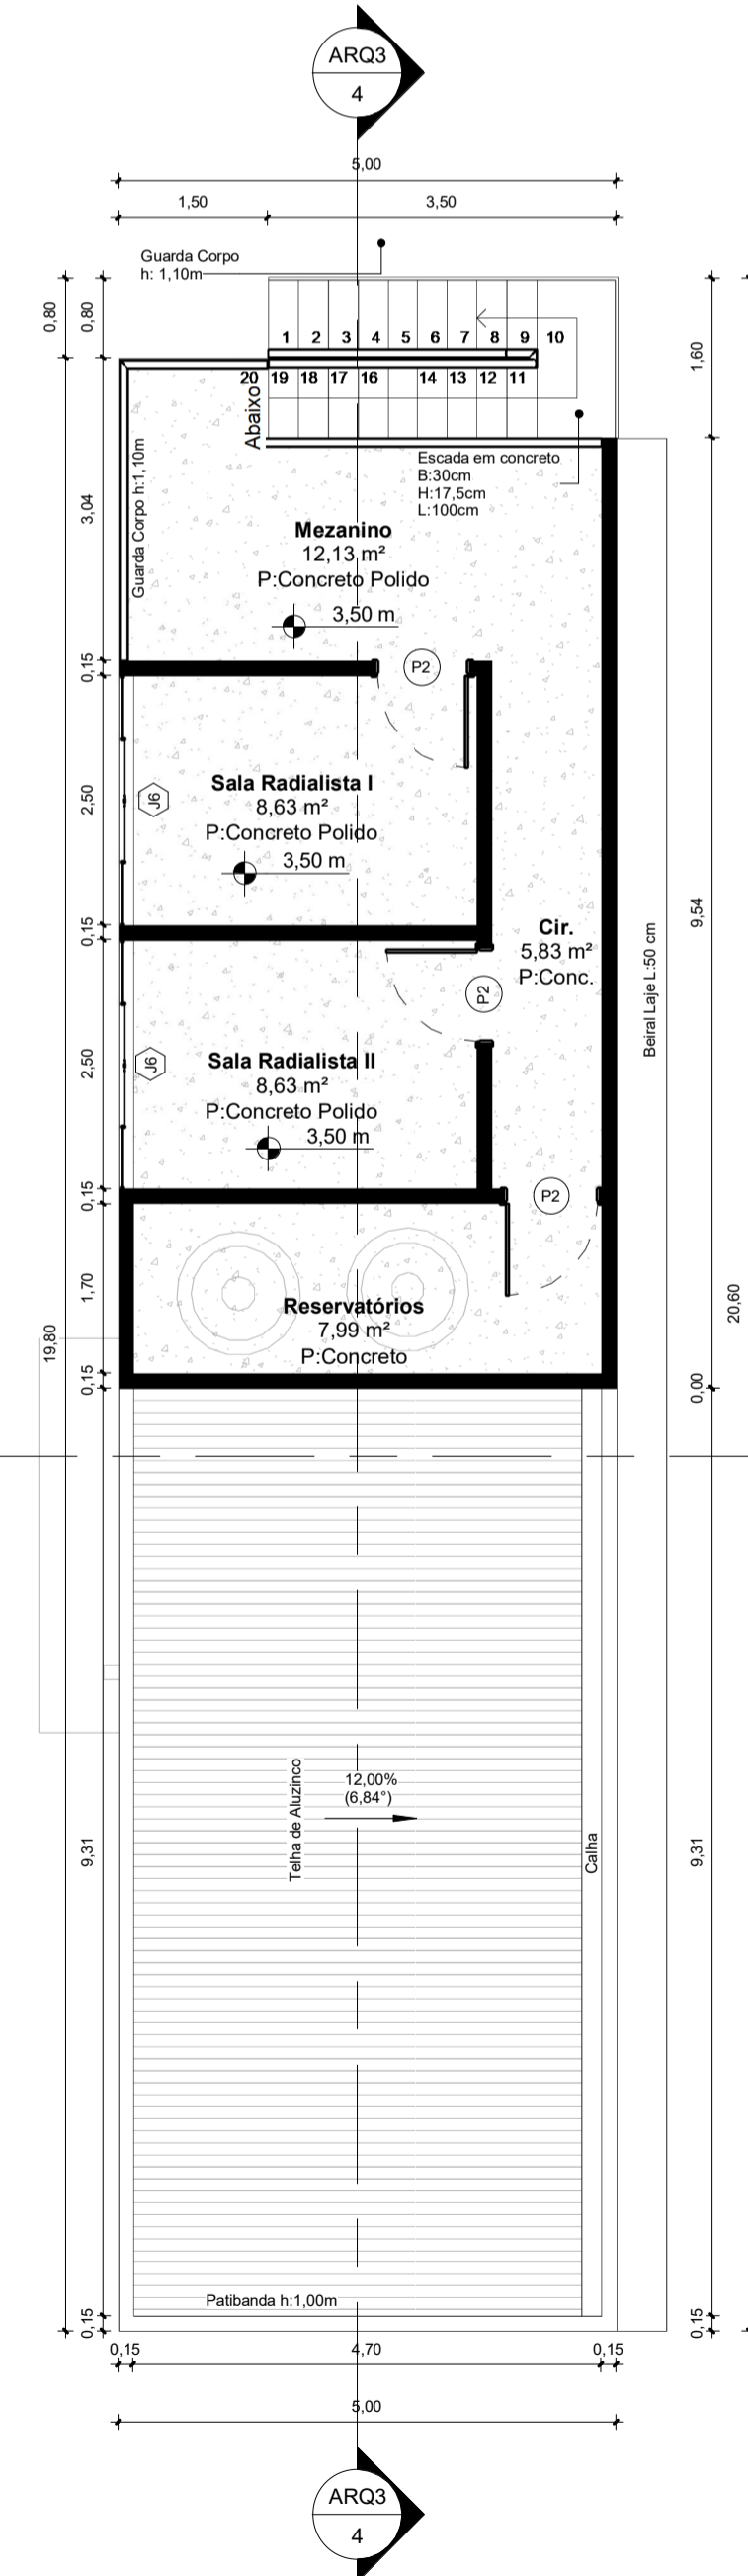 ARQ3
4
5,00
1,50
3,50
Guarda Corpo
h: 1,10m
0,80
0,80
1,60
1 2 3 4 5 6 7 8 9 10
20 19 18 17 16 14 13 12 11
Abaixo
Escada em concreto
B:30cm
H:17,5cm
L:100cm
Guarda Corpo h:1,10m
3,04
Mezanino
12,13 m²
P:Concreto Polido
3,50 m
0,15
P2
Sala Radialista I
8,63 m²
P:Concreto Polido
3,50 m
J6
2,50
0,15
Cir.
5,83 m²
P:Conc.
9,54
Beiral Laje L:50 cm
P2
Sala Radialista II
8,63 m²
P:Concreto Polido
3,50 m
J6
2,50
0,15
P2
1,70
Reservatórios
7,99 m²
P:Concreto
20,60
19,80
0,15
0,00
Telha de Aluzinco
12,00%
(6,84°)
Calha
9,31
9,31
Patibanda h:1,00m
0,15
0,15
0,15
4,70
0,15
5,00
ARQ3
4